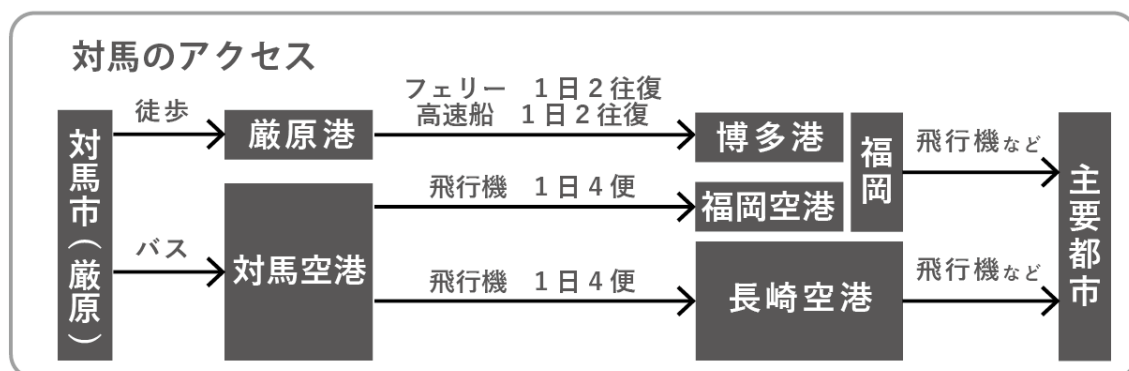 対馬のアクセス
対馬市(厳原)
徒歩
厳原港
フェリー 1日2往復
高速船 1日2往復
博多港
福岡
飛行機など
主要都市
バス
対馬空港
飛行機 1日4便
福岡空港
飛行機 1日4便
長崎空港
飛行機など